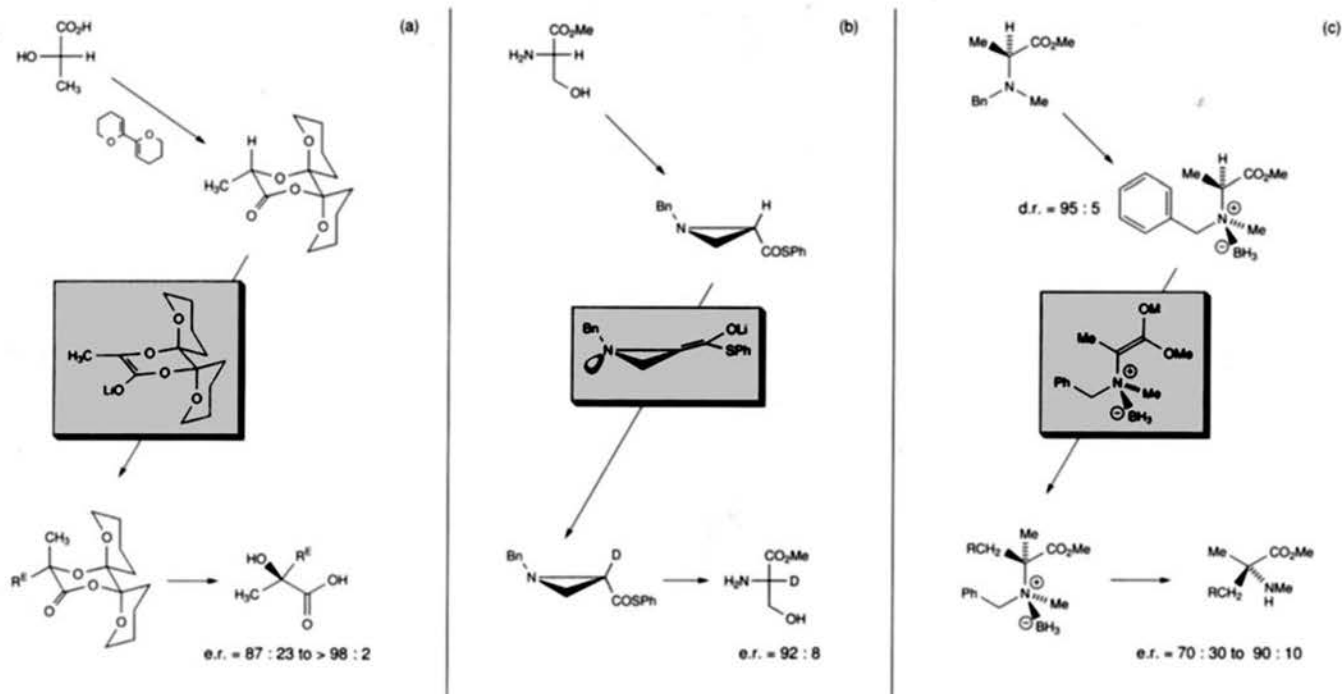 (a)
CO₂H
HO
H
CH₃
O
O
O
H
O
H₃C
O
O
O
O
O
H₃C
O
LiO
O
O
CH₃
O
O
Rᴱ
O
O
O
HO
Rᴱ
OH
H₃C
O
e.r. = 87 : 23 to > 98 : 2
(b)
CO₂Me
H₂N
H
OH
Bn
H
N
COSPh
Bn
OLi
N
SPh
Bn
D
N
COSPh
CO₂Me
H₂N
D
OH
e.r. = 92 : 8
(c)
H
Me
CO₂Me
N
Bn
Me
H
Me
CO₂Me
d.r. = 95 : 5
N
⊕
Me
⊖
BH₃
OM
Me
OMe
⊕
Ph
N
Me
⊖
BH₃
Me
RCH₂
CO₂Me
⊕
Ph
N
Me
⊖
BH₃
Me
CO₂Me
RCH₂
NMe
H
e.r. = 70 : 30 to 90 : 10